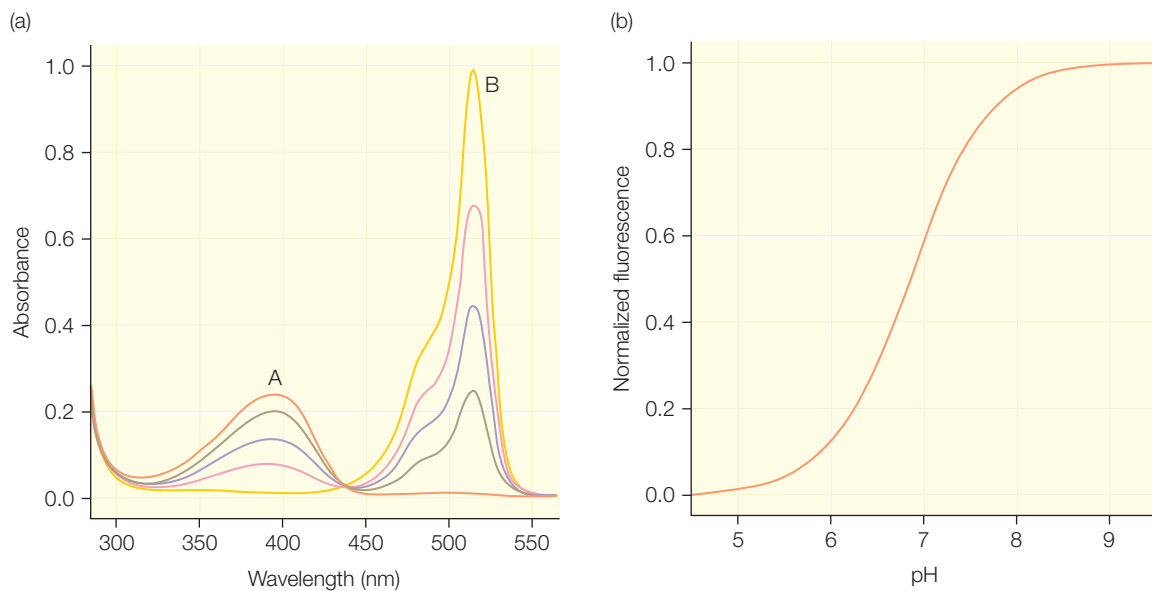 (a)
Absorbance
1.0
0.8
0.6
0.4
0.2
0.0
A
B
300 350 400 450 500 550
Wavelength (nm)
(b)
Normalized fluorescence
1.0
0.8
0.6
0.4
0.2
0.0
5 6 7 8 9
pH